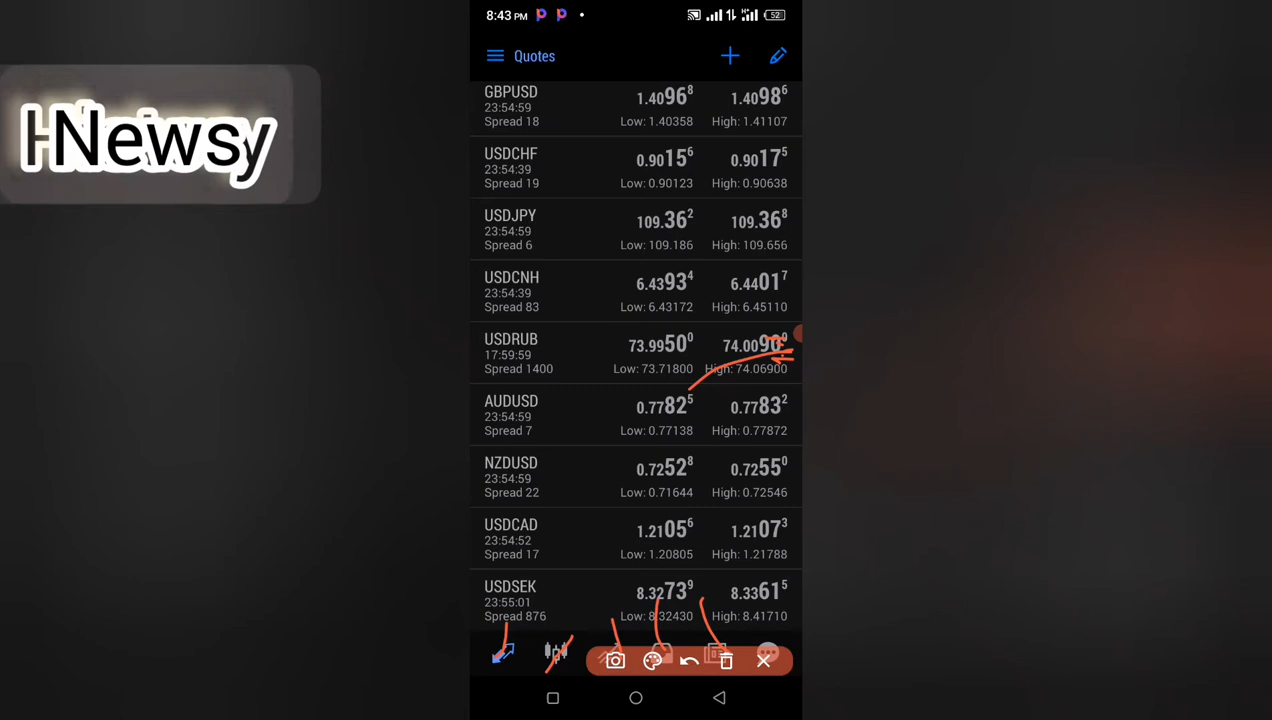 8:43 PM
52
Newsy
Quotes
GBPUSD 1.40968 1.40986
23:54:59
Spread 18 Low: 1.40358 High: 1.41107
USDCHF 0.90156 0.90175
23:54:39
Spread 19 Low: 0.90123 High: 0.90638
USDJPY 109.362 109.368
23:54:59
Spread 6 Low: 109.186 High: 109.656
USDCNH 6.43934 6.44017
23:54:39
Spread 83 Low: 6.43172 High: 6.45110
USDRUB 73.99500 74.00900
17:59:59
Spread 1400 Low: 73.71800 High: 74.06900
AUDUSD 0.77825 0.77832
23:54:59
Spread 7 Low: 0.77138 High: 0.77872
NZDUSD 0.72528 0.72550
23:54:59
Spread 22 Low: 0.71644 High: 0.72546
USDCAD 1.21056 1.21073
23:54:52
Spread 17 Low: 1.20805 High: 1.21788
USDSEK 8.32739 8.33615
23:55:01
Spread 876 Low: 8.32430 High: 8.41710